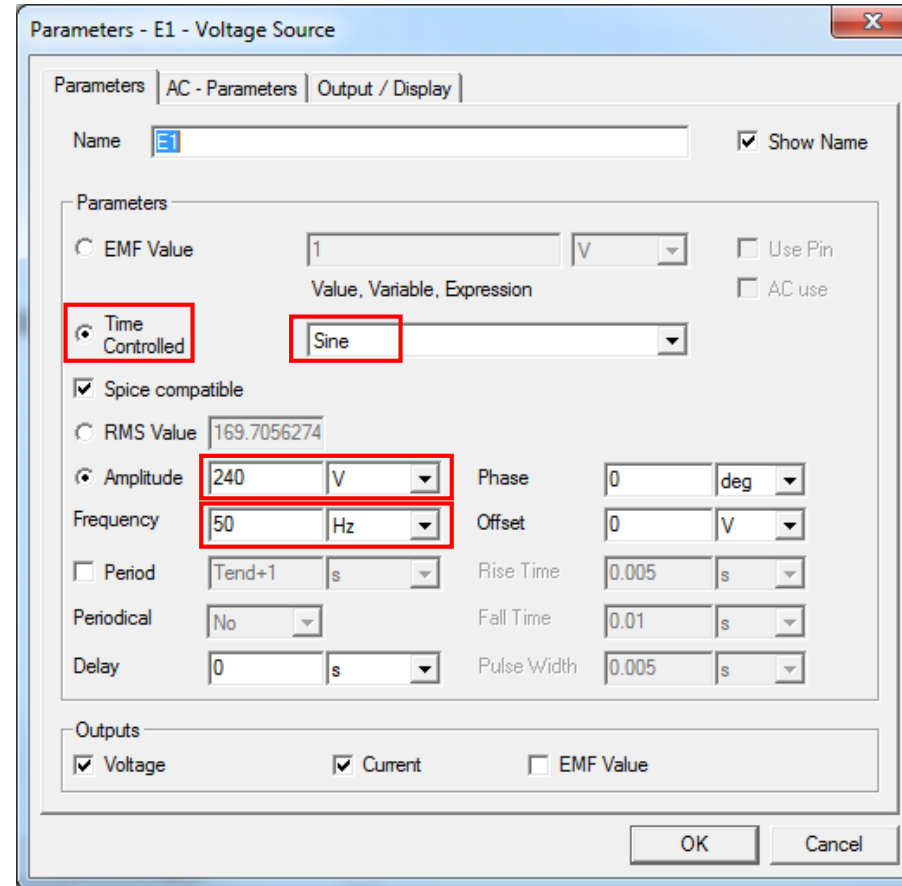 Parameters - E1 - Voltage Source
x
Parameters AC - Parameters Output / Display
Name E1 Show Name
Parameters
EMF Value 1 V Use Pin
Value, Variable, Expression AC use
Time
Controlled Sine
Spice compatible
RMS Value 169.7056274
Amplitude 240 V Phase 0 deg
Frequency 50 Hz Offset 0 V
Period Tend+1 s Rise Time 0.005 s
Periodical No Fall Time 0.01 s
Delay 0 s Pulse Width 0.005 s
Outputs
Voltage Current EMF Value
OK Cancel